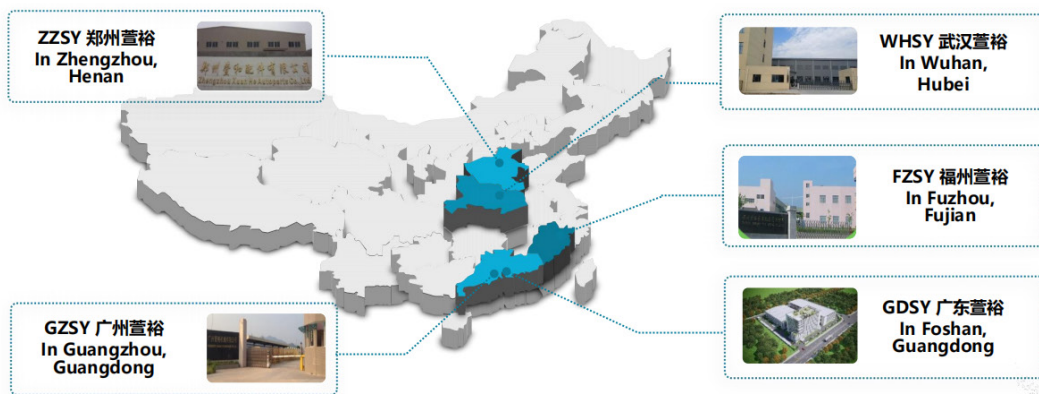 ZZSY 郑州萱裕
In Zhengzhou,
Henan
WHSY 武汉萱裕
In Wuhan,
Hubei
FZSY 福州萱裕
In Fuzhou,
Fujian
GZSY 广州萱裕
In Guangzhou,
Guangdong
GDSY 广东萱裕
In Foshan,
Guangdong